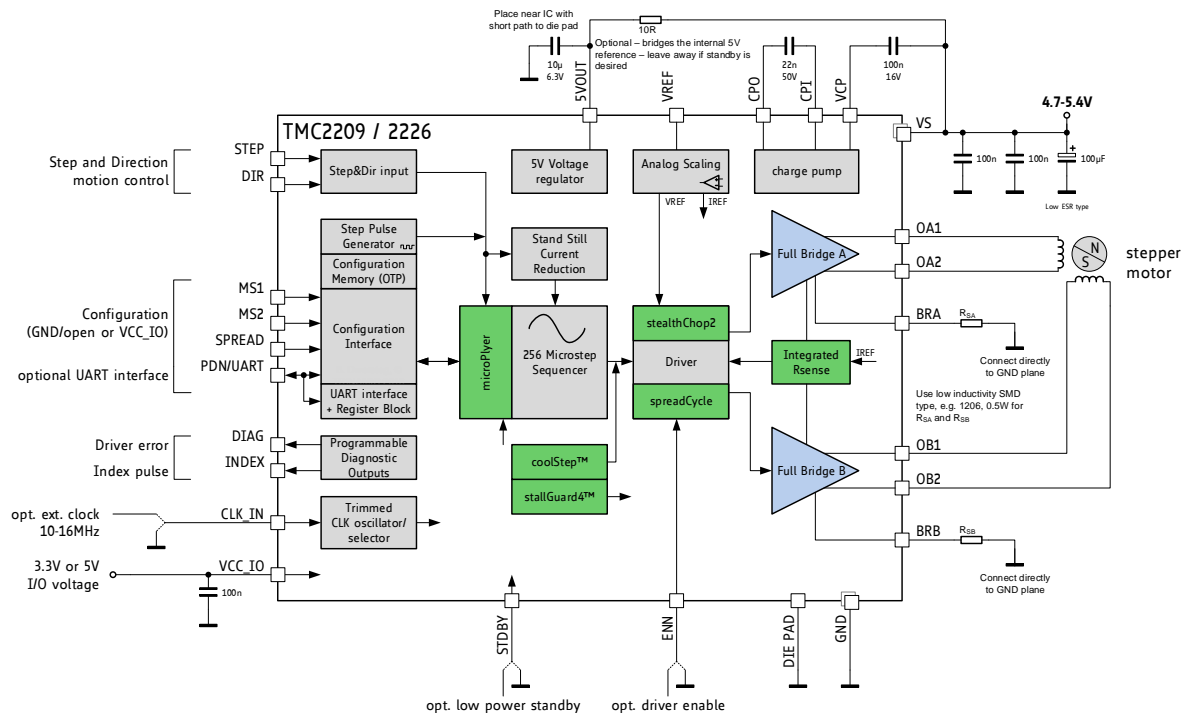 Place near IC with
short path to die pad
10R
Optional – bridges the internal 5V
reference – leave away if standby is
desired
10µ
6.3V
22n
50V
100n
16V
5VOUT
VREF
CPO
CPI
VCP
4.7-5.4V
VS
100n
100n
+
100µF
Low ESR type
TMC2209 / 2226
Step and Direction
motion control
STEP
DIR
Step&Dir input
5V Voltage
regulator
Analog Scaling
VREF
IREF
charge pump
Step Pulse
Generator
Configuration
Memory (OTP)
Stand Still
Current
Reduction
Full Bridge A
OA1
OA2
N
S
stepper
motor
Configuration
(GND/open or VCC_IO)
optional UART interface
MS1
MS2
SPREAD
PDN/UART
Configuration
Interface
UART interface
+ Register Block
microPlyer
256 Microstep
Sequencer
stealthChop2
Driver
spreadCycle
Integrated
Rsense
IREF
BRA
RSA
Connect directly
to GND plane
Use low inductivity SMD
type, e.g. 1206, 0.5W for
RSA and RSB
Driver error
Index pulse
DIAG
INDEX
Programmable
Diagnostic
Outputs
coolStep™
stallGuard4™
Full Bridge B
OB1
OB2
opt. ext. clock
10-16MHz
CLK_IN
Trimmed
CLK oscillator/
selector
BRB
RSB
Connect directly
to GND plane
3.3V or 5V
I/O voltage
VCC_IO
100n
STDBY
ENN
DIE PAD
GND
opt. low power standby
opt. driver enable